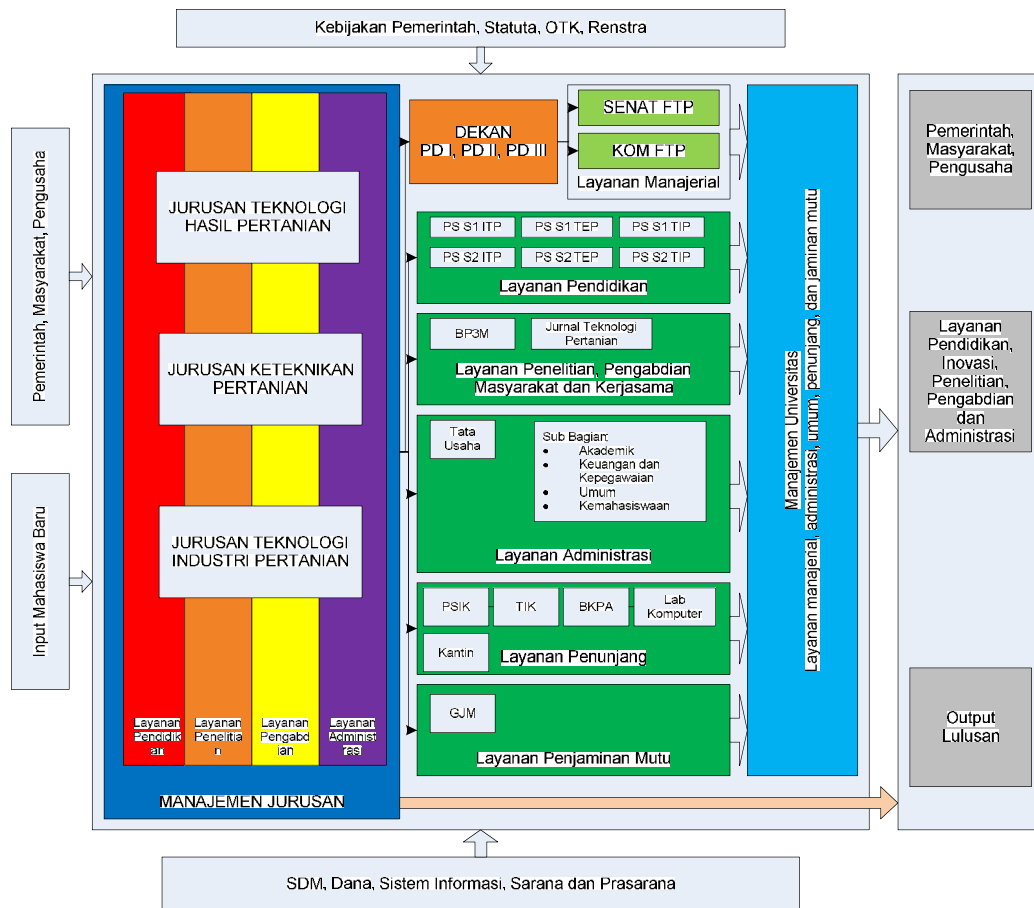 Kebijakan Pemerintah, Statuta, OTK, Renstra
Pemerintah, Masyarakat, Pengusaha
Input Mahasiswa Baru
JURUSAN TEKNOLOGI
HASIL PERTANIAN
JURUSAN KETEKNIKAN
PERTANIAN
JURUSAN TEKNOLOGI
INDUSTRI PERTANIAN
Layanan
Pendidik
an
Layanan
Penelitia
n
Layanan
Pengabd
ian
Layanan
Administ
rasi
MANAJEMEN JURUSAN
DEKAN
PD I, PD II, PD III
SENAT FTP
KOM FTP
Layanan Manajerial
PS S1 ITP
PS S1 TEP
PS S1 TIP
PS S2 ITP
PS S2 TEP
PS S2 TIP
Layanan Pendidikan
BP3M
Jurnal Teknologi
Pertanian
Layanan Penelitian, Pengabdian
Masyarakat dan Kerjasama
Tata
Usaha
Sub Bagian:
• Akademik
• Keuangan dan
Kepegawaian
• Umum
• Kemahasiswaan
Layanan Administrasi
PSIK
TIK
BKPA
Lab
Komputer
Kantin
Layanan Penunjang
GJM
Layanan Penjaminan Mutu
Manajemen Universitas
Layanan manajerial, administrasi, umum, penunjang, dan jaminan mutu
Pemerintah,
Masyarakat,
Pengusaha
Layanan
Pendidikan,
Inovasi,
Penelitian,
Pengabdian
dan
Administrasi
Output
Lulusan
SDM, Dana, Sistem Informasi, Sarana dan Prasarana